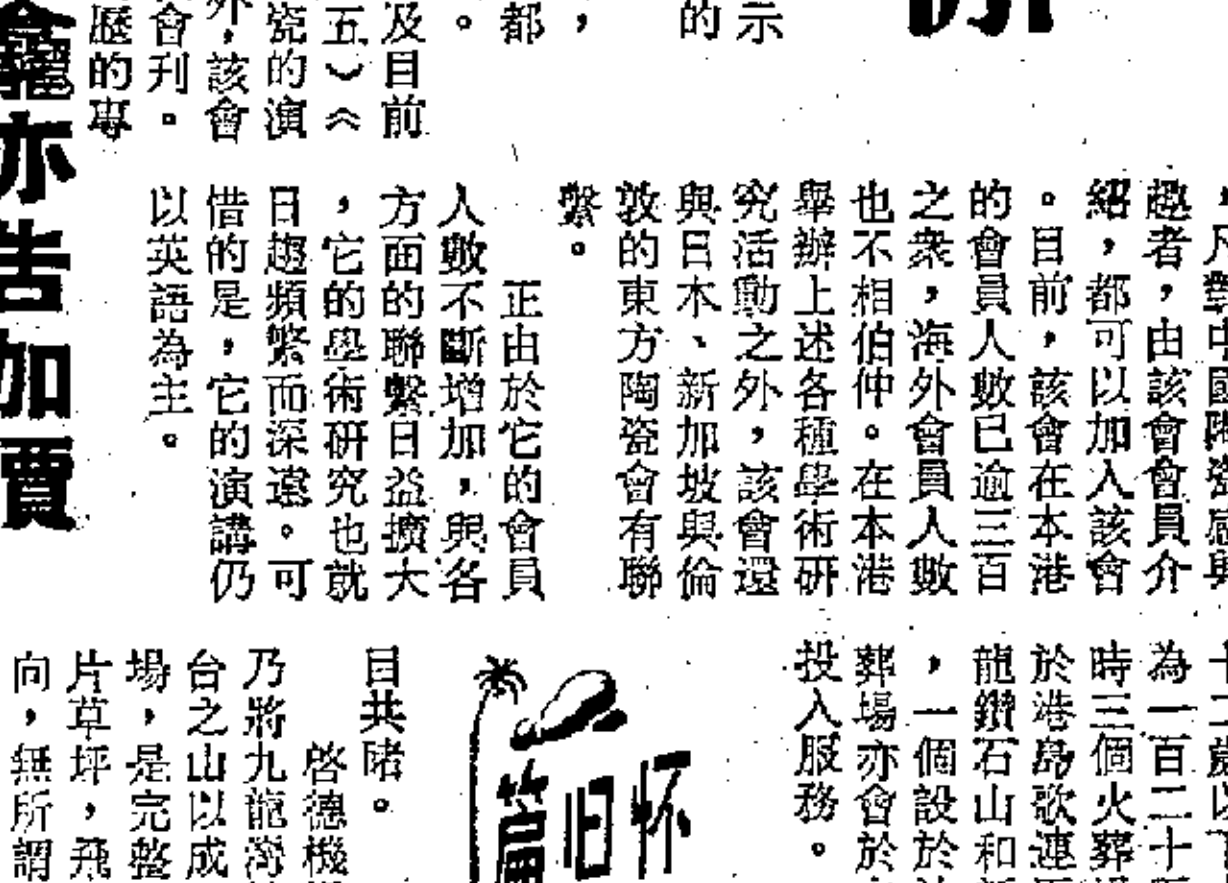 示
的
，
都
。
及目前
五︶︽
瓷的演
外，該會
會刊。
歷的專
龕亦告加價
趣者，由該會會員介
紹，都可以加入該會
。目前，該會在本港
的會員人數已逾三百
之衆，海外會員人數
也不相伯仲。在本港
舉辦上述各種學術研
究活動之外，該會還
與日本、新加坡與倫
敦的東方陶瓷會有聯
繫。
正由於它的會員
人數不斷增加，與各
方面的聯繫日益擴大
，它的學術研究也就
日趨頻繁而深遠。可
惜的是，它的演講仍
以英語為主。
十二歲以下
為一百二十
時三個火葬
於港島歌連
龍鑽石山和
，一個設於
葬場亦會於
投入服務。
怀旧篇
目共睹。
啓德機
乃將九龍灣
台之山以成
場，是完整
片草坪，飛
向，無所謂